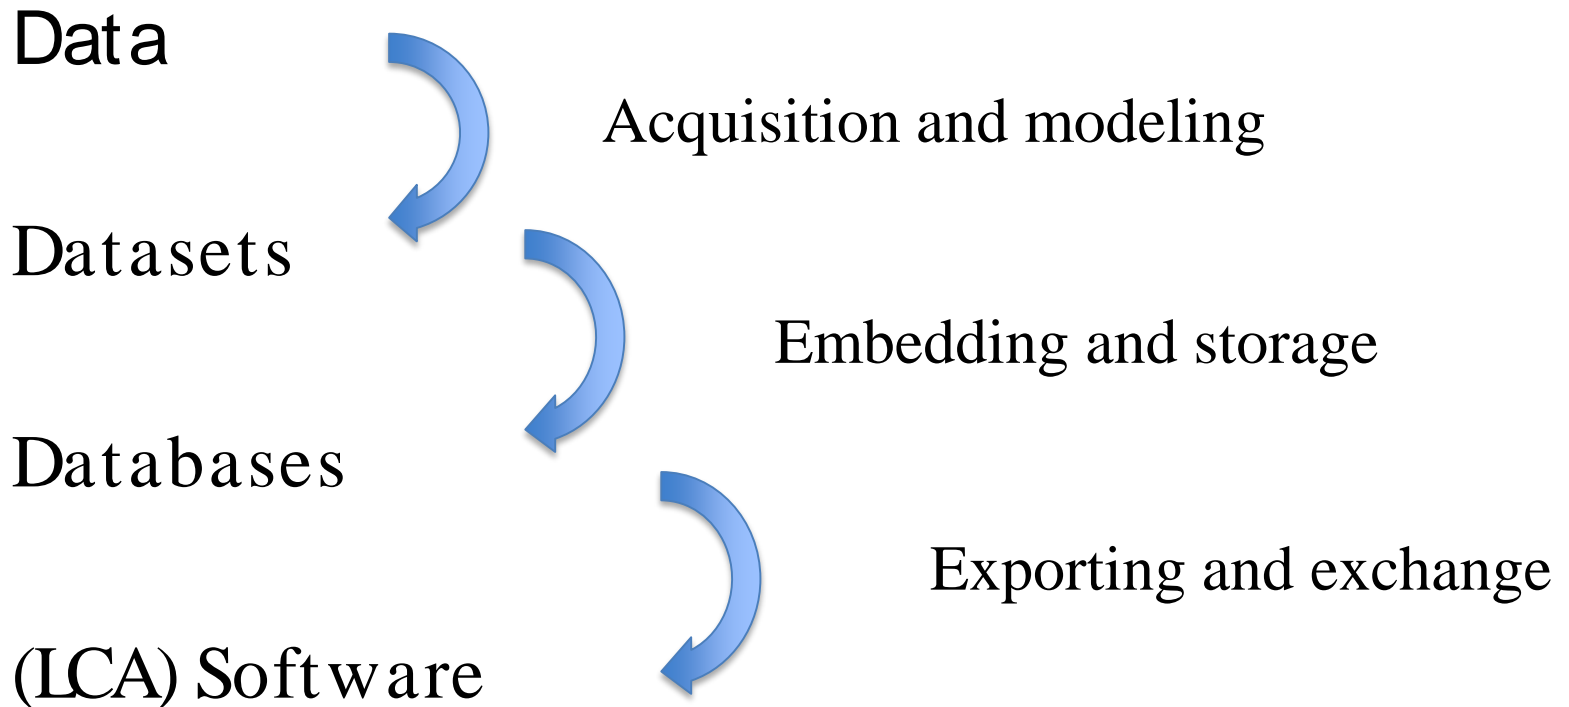 Data
Acquisition and modeling
Datasets
Embedding and storage
Databases
Exporting and exchange
(LCA) Software